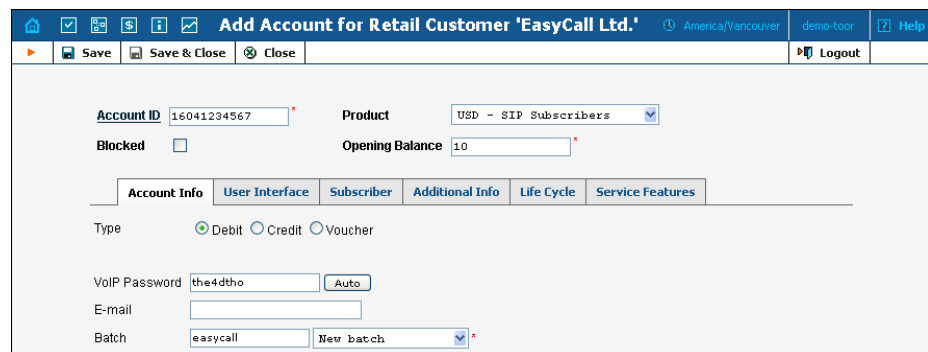 Add Account for Retail Customer 'EasyCall Ltd.' America/Vancouver demo-toor ? Help
Save Save & Close Close Logout
Account ID 16041234567 * Product USD - SIP Subscribers
Blocked Opening Balance 10 *
Account Info User Interface Subscriber Additional Info Life Cycle Service Features
Type Debit Credit Voucher
VoIP Password the4dtho Auto
E-mail
Batch easycall New batch *